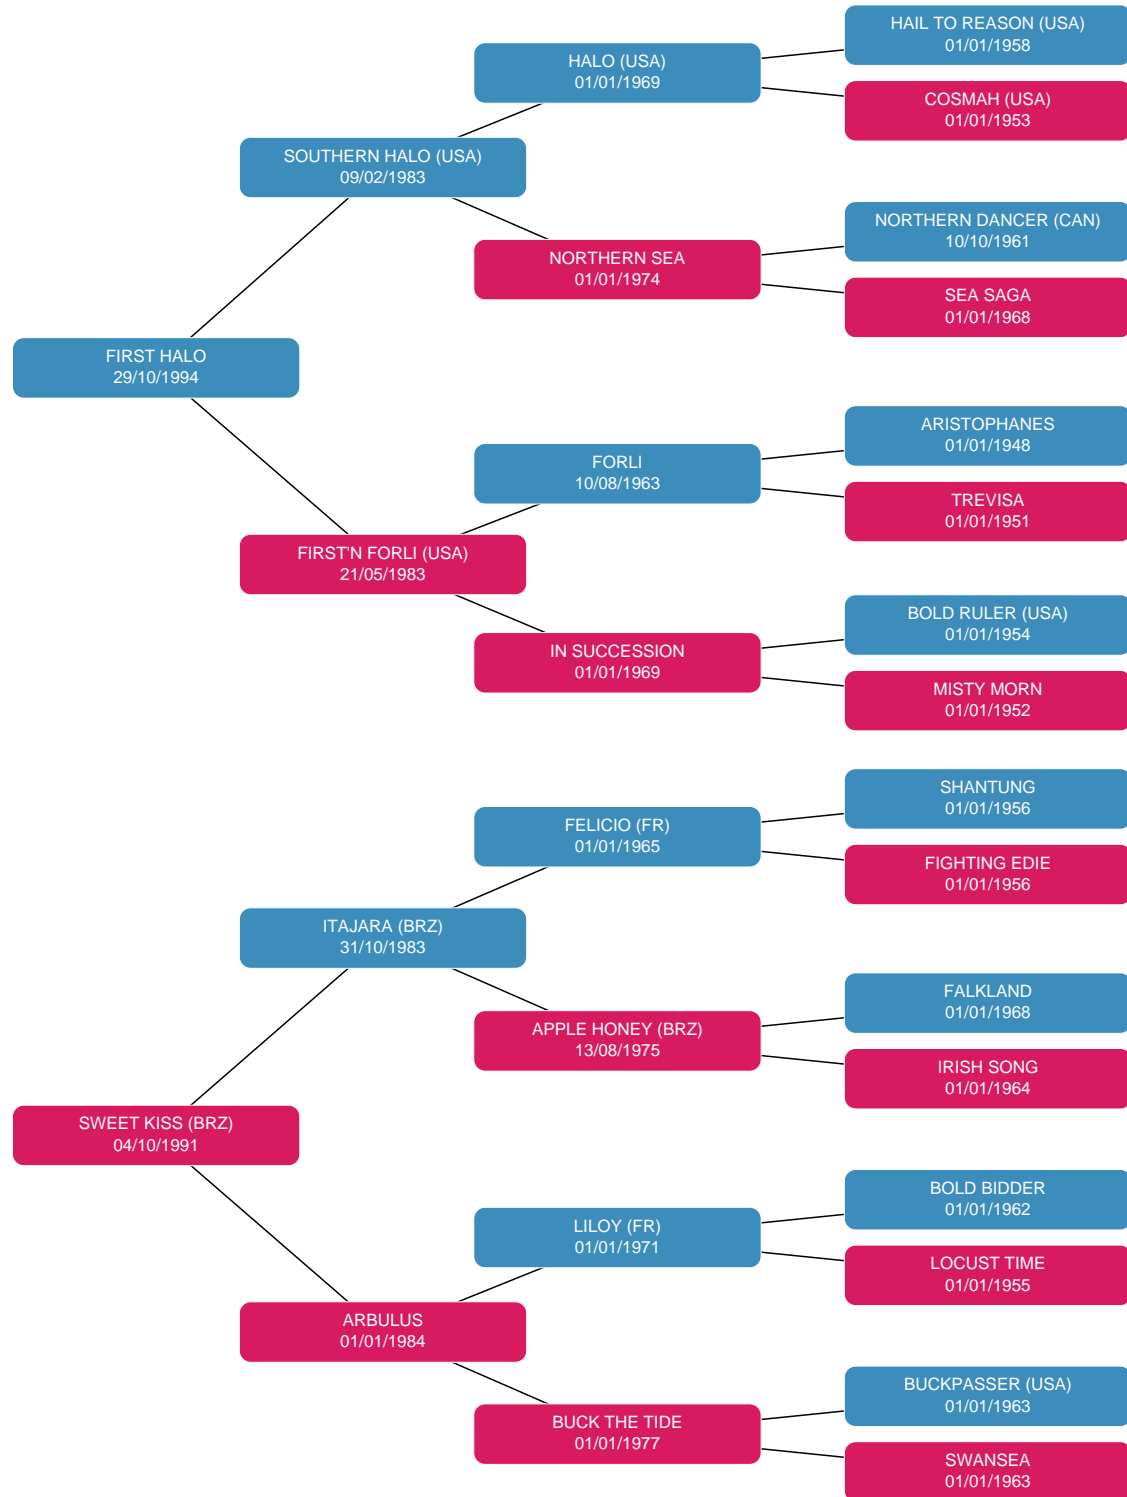 HAIL TO REASON (USA)
01/01/1958
HALO (USA)
01/01/1969
COSMAH (USA)
01/01/1953
SOUTHERN HALO (USA)
09/02/1983
NORTHERN DANCER (CAN)
10/10/1961
NORTHERN SEA
01/01/1974
SEA SAGA
01/01/1968
FIRST HALO
29/10/1994
ARISTOPHANES
01/01/1948
FORLI
10/08/1963
TREVISA
01/01/1951
FIRST'N FORLI (USA)
21/05/1983
BOLD RULER (USA)
01/01/1954
IN SUCCESSION
01/01/1969
MISTY MORN
01/01/1952
SHANTUNG
01/01/1956
FELICIO (FR)
01/01/1965
FIGHTING EDIE
01/01/1956
ITAJARA (BRZ)
31/10/1983
FALKLAND
01/01/1968
APPLE HONEY (BRZ)
13/08/1975
IRISH SONG
01/01/1964
SWEET KISS (BRZ)
04/10/1991
BOLD BIDDER
01/01/1962
LILOY (FR)
01/01/1971
LOCUST TIME
01/01/1955
ARBULUS
01/01/1984
BUCKPASSER (USA)
01/01/1963
BUCK THE TIDE
01/01/1977
SWANSEA
01/01/1963